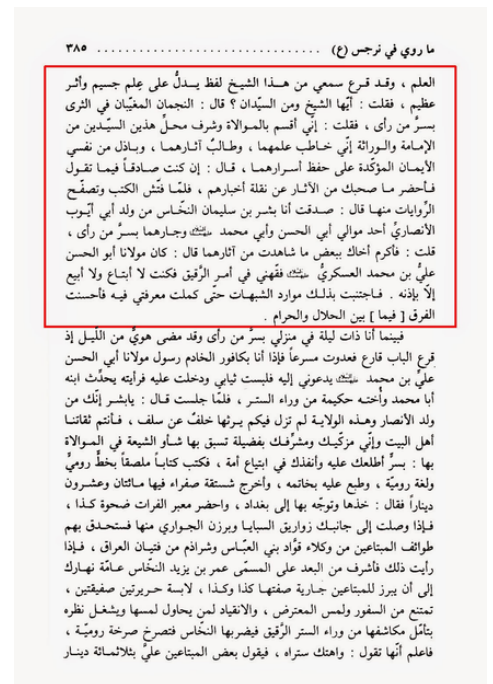 ما روي في نرجس (ع) ................................ ٣٨٥
العلم ، وقد قرع سمعي من هذا الشيخ لفظ يدلُّ على عِلم جسيم وأثر
عظيم ، فقلت : أيّها الشيخ ومن السيّدان ؟ قال : النجمان المغيّبان في الثرى
بسرَّ من رأى ، فقلت : إنّي أقسم بالموالاة وشرف محلِّ هذين السيّدين من
الإمامة والوراثة إنّي خاطب علمهما ، وطالبٌ آثارهما ، وباذل من نفسي
الأيمان المؤكّدة على حفظ أسرارهما ، قال : إن كنت صادقاً فيما تقول
فأحضر ما صحبك من الآثار عن نقلة أخبارهم ، فلمّا فتّش الكتب وتصفّح
الرِّوايات منها قال : صدقت أنا بشر بن سليمان النخّاس من ولد أبي أيّوب
الأنصاريِّ أحد موالي أبي الحسن وأبي محمد عليهما السلام وجارهما بسرَّ من رأى ،
قلت : فأكرم أخاك ببعض ما شاهدت من آثارهما قال : كان مولانا أبو الحسن
عليُّ بن محمد العسكريُّ عليهما السلام فقّهني في أمر الرَّقيق فكنت لا أبتاع ولا أبيع
إلّا بإذنه . فاجتنبت بذلك موارد الشبهات حتّى كملت معرفتي فيه فأحسنت
الفرق [ فيما ] بين الحلال والحرام .
فبينما أنا ذات ليلة في منزلي بسرَّ من رأى وقد مضى هويٌّ من اللّيل إذ
قرع الباب قارع فعدوت مسرعاً فإذا أنا بكافور الخادم رسول مولانا أبي الحسن
عليِّ بن محمد عليهما السلام يدعوني إليه فلبست ثيابي ودخلت عليه فرأيته يحدِّث ابنه
أبا محمد وأُخته حكيمة من وراء الستر ، فلمّا جلست قال : يابشر إنّك من
ولد الأنصار وهذه الولاية لم تزل فيكم يرثها خلفٌ عن سلف ، فأنتم ثقاتنا
أهل البيت وإنّي مزكّيك ومشرِّفك بفضيلة تسبق بها شأو الشيعة في الموالاة
بها : بسرٍّ أطلعك عليه وأنفذك في ابتياع أمة ، فكتب كتاباً ملصقاً بخطٍّ روميٍّ
ولغة روميّة ، وطبع عليه بخاتمه ، وأخرج شستقة صفراء فيها مائتان وعشرون
ديناراً فقال : خذها وتوجّه بها إلى بغداد ، واحضر معبر الفرات ضحوة كذا ،
فإذا وصلت إلى جانبك زواريق السبايا وبرزن الجواري منها فستحدق بهم
طوائف المبتاعين من وكلاء قوَّاد بني العبّاس وشراذم من فتيان العراق ، فإذا
رأيت ذلك فأشرف من البعد على المسمّى عمر بن يزيد النخّاس عامّة نهارك
إلى أن يبرز للمبتاعين جارية صفتها كذا وكذا ، لابسة حريرتين صفيقتين ،
تمتنع من السفور ولمس المعترض ، والانقياد لمن يحاول لمسها ويشغل نظره
بتأمّل مكاشفها من وراء الستر الرَّقيق فيضربها النخّاس فتصرخ صرخة روميّة ،
فاعلم أنّها تقول : واهتك ستراه ، فيقول بعض المبتاعين عليَّ بثلاثمائة دينار